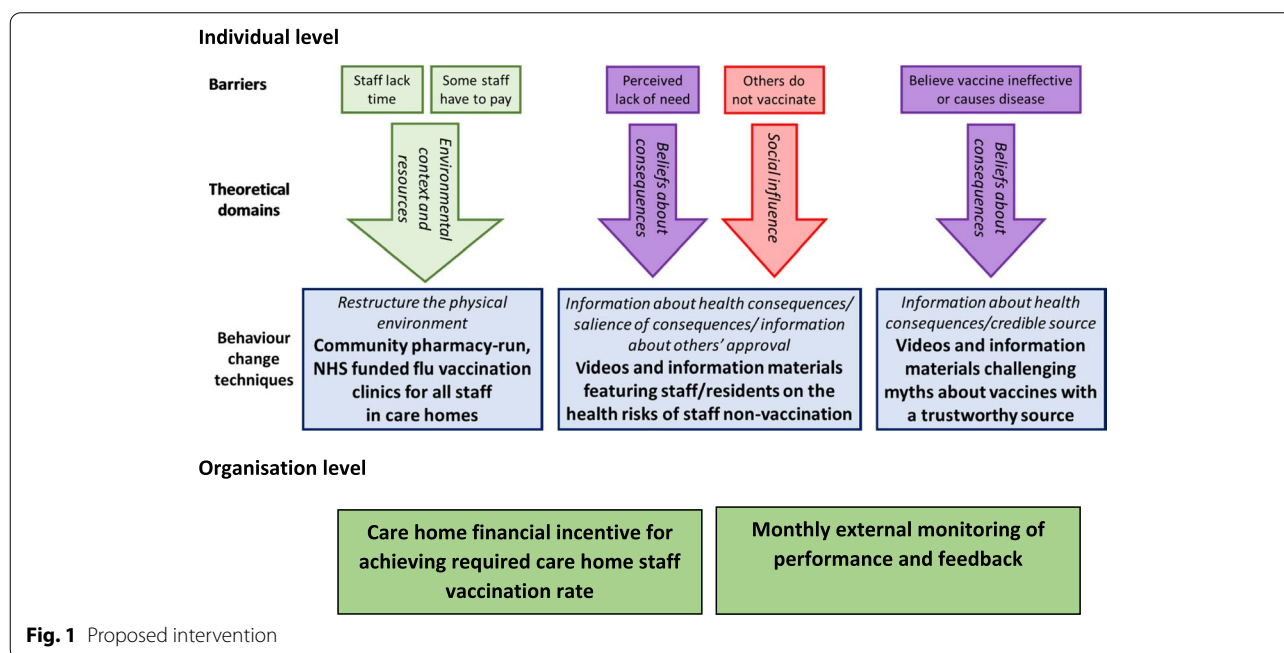 Individual level
Barriers
Staff lack
time
Some staff
have to pay
Perceived
lack of need
Others do
not vaccinate
Believe vaccine ineffective
or causes disease
Theoretical
domains
Environmental
context and
resources
Beliefs about
consequences
Social influence
Beliefs about
consequences
Behaviour
change
techniques
Restructure the physical
environment
Community pharmacy-run,
NHS funded flu vaccination
clinics for all staff
in care homes
Information about health consequences/
salience of consequences/ information
about others’ approval
Videos and information materials
featuring staff/residents on the
health risks of staff non-vaccination
Information about health
consequences/credible source
Videos and information
materials challenging
myths about vaccines with
a trustworthy source
Organisation level
Care home financial incentive for
achieving required care home staff
vaccination rate
Monthly external monitoring of
performance and feedback
Fig. 1 Proposed intervention